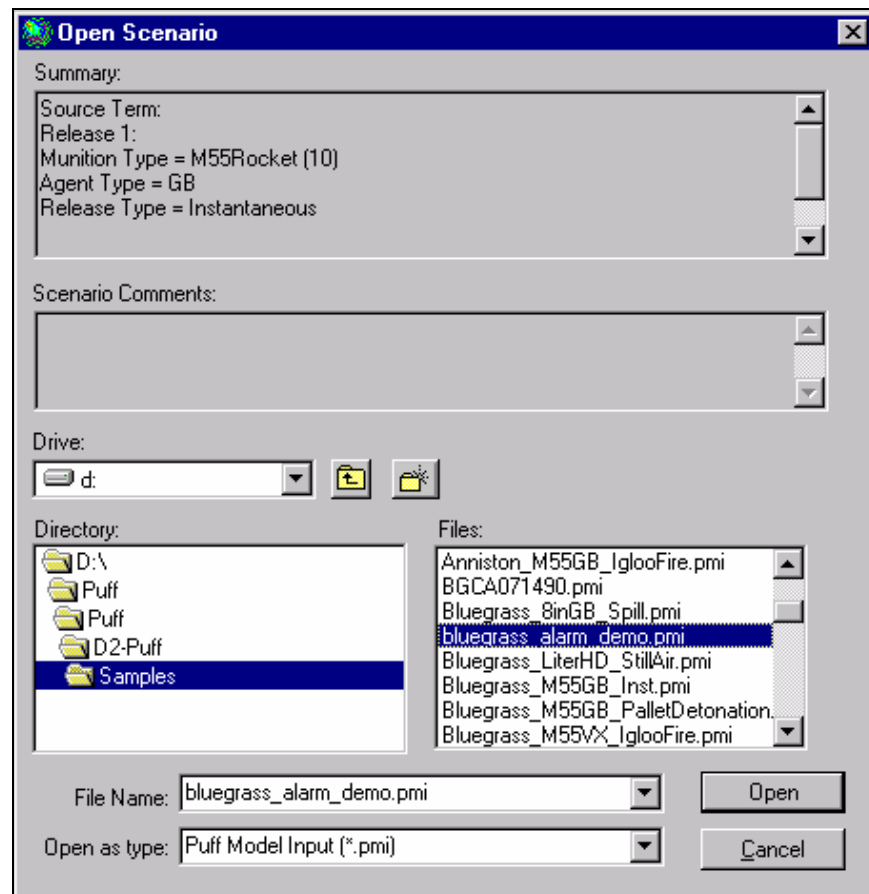 Open Scenario
Summary:
Source Term:
Release 1:
Munition Type = M55Rocket (10)
Agent Type = GB
Release Type = Instantaneous
Scenario Comments:
Drive:
d:
Directory:
D:\
Puff
Puff
D2-Puff
Samples
Files:
Anniston_M55GB_IglooFire.pmi
BGCA071490.pmi
Bluegrass_8inGB_Spill.pmi
bluegrass_alarm_demo.pmi
Bluegrass_LiterHD_StillAir.pmi
Bluegrass_M55GB_Inst.pmi
Bluegrass_M55GB_PalletDetonation.
Bluegrass_M55VX_IglooFire.pmi
File Name: bluegrass_alarm_demo.pmi
Open
Open as type: Puff Model Input (*.pmi)
Cancel